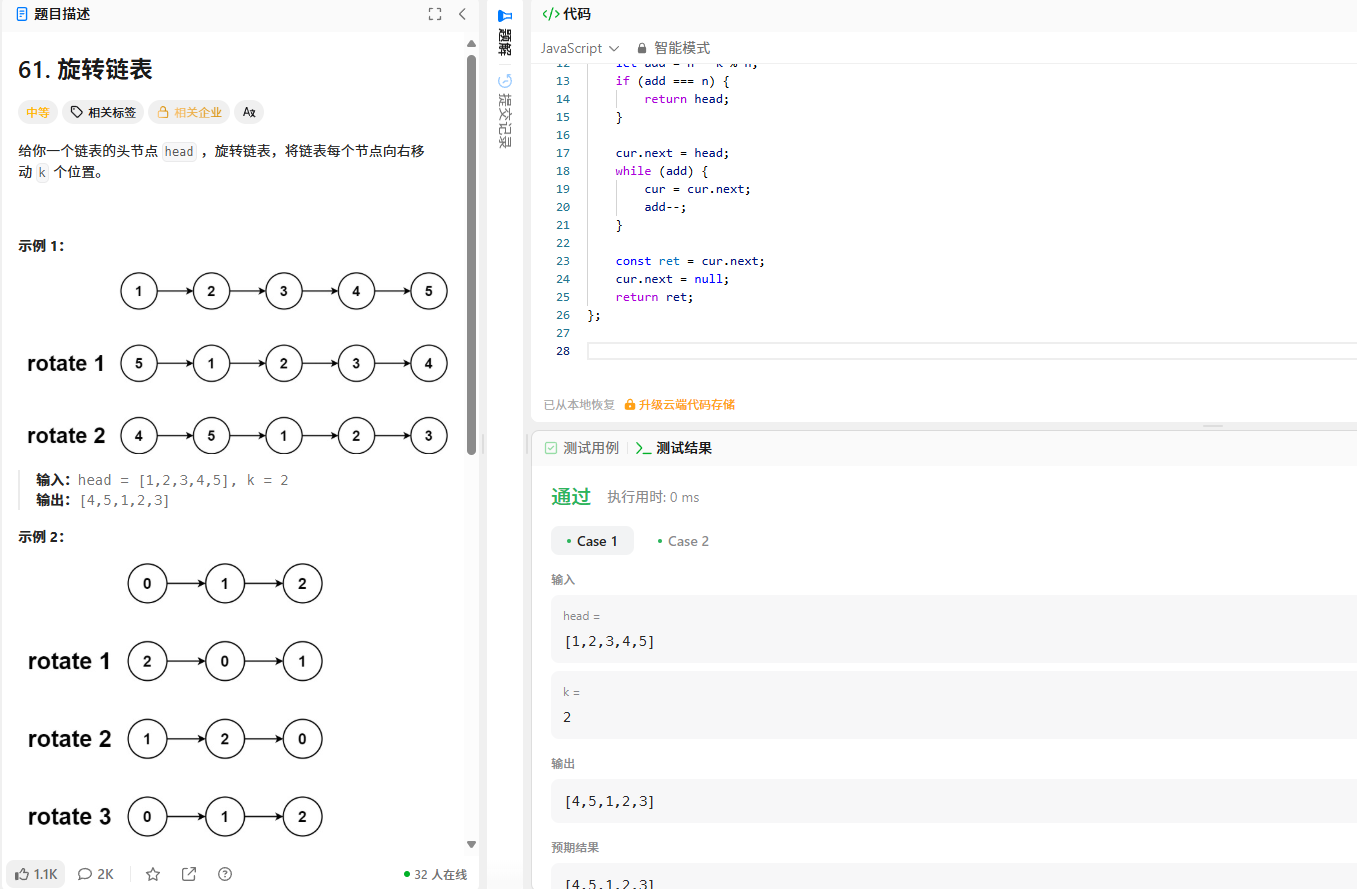 题目描述
61. 旋转链表
中等 相关标签 相关企业 Aă
给你一个链表的头节点 head ，旋转链表，将链表每个节点向右移
动 k 个位置。
示例 1：
1 2 3 4 5
rotate 1 5 1 2 3 4
rotate 2 4 5 1 2 3
输入：head = [1,2,3,4,5], k = 2
输出：[4,5,1,2,3]
示例 2：
0 1 2
rotate 1 2 0 1
rotate 2 1 2 0
rotate 3 0 1 2
1.1K 2K 32 人在线
题解
提交记录
代码
JavaScript 智能模式
12 let add = n - k % n;
13 if (add === n) {
14 return head;
15 }
16
17 cur.next = head;
18 while (add) {
19 cur = cur.next;
20 add--;
21 }
22
23 const ret = cur.next;
24 cur.next = null;
25 return ret;
26 };
27
28
已从本地恢复 升级云端代码存储
测试用例 测试结果
通过 执行用时: 0 ms
Case 1 Case 2
输入
head =
[1,2,3,4,5]
k =
2
输出
[4,5,1,2,3]
预期结果
[4,5,1,2,3]